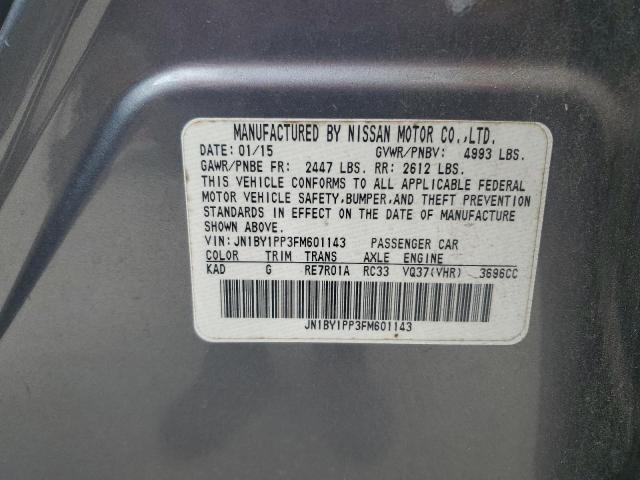 MANUFACTURED BY NISSAN MOTOR CO.,LTD.
DATE: 01/15 GVWR/PNBV: 4993 LBS.
GAWR/PNBE FR: 2447 LBS. RR: 2612 LBS.
THIS VEHICLE CONFORMS TO ALL APPLICABLE FEDERAL
MOTOR VEHICLE SAFETY,BUMPER,AND THEFT PREVENTION
STANDARDS IN EFFECT ON THE DATE OF MANUFACTURE
SHOWN ABOVE.
VIN:JN1BY1PP3FM601143 PASSENGER CAR
COLOR TRIM TRANS AXLE ENGINE
KAD G RE7R01A RC33 VQ37(VHR) 3696CC
JN1BY1PP3FM601143